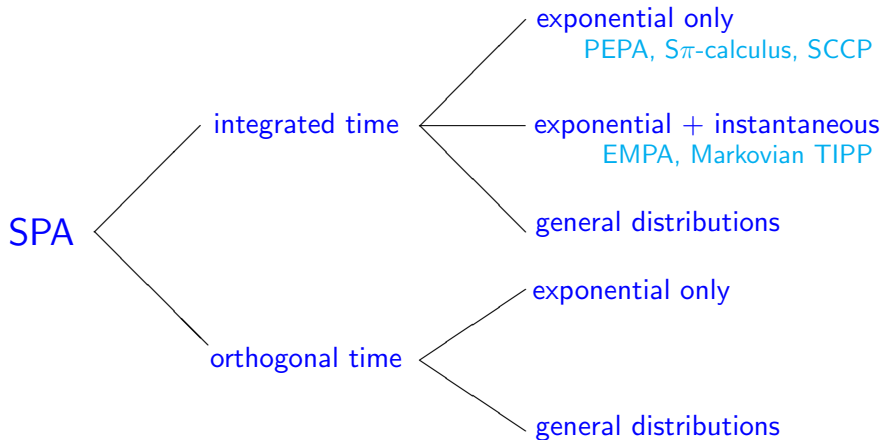 exponential only
PEPA, Sπ-calculus, SCCP
integrated time
exponential + instantaneous
EMPA, Markovian TIPP
SPA
general distributions
exponential only
orthogonal time
general distributions